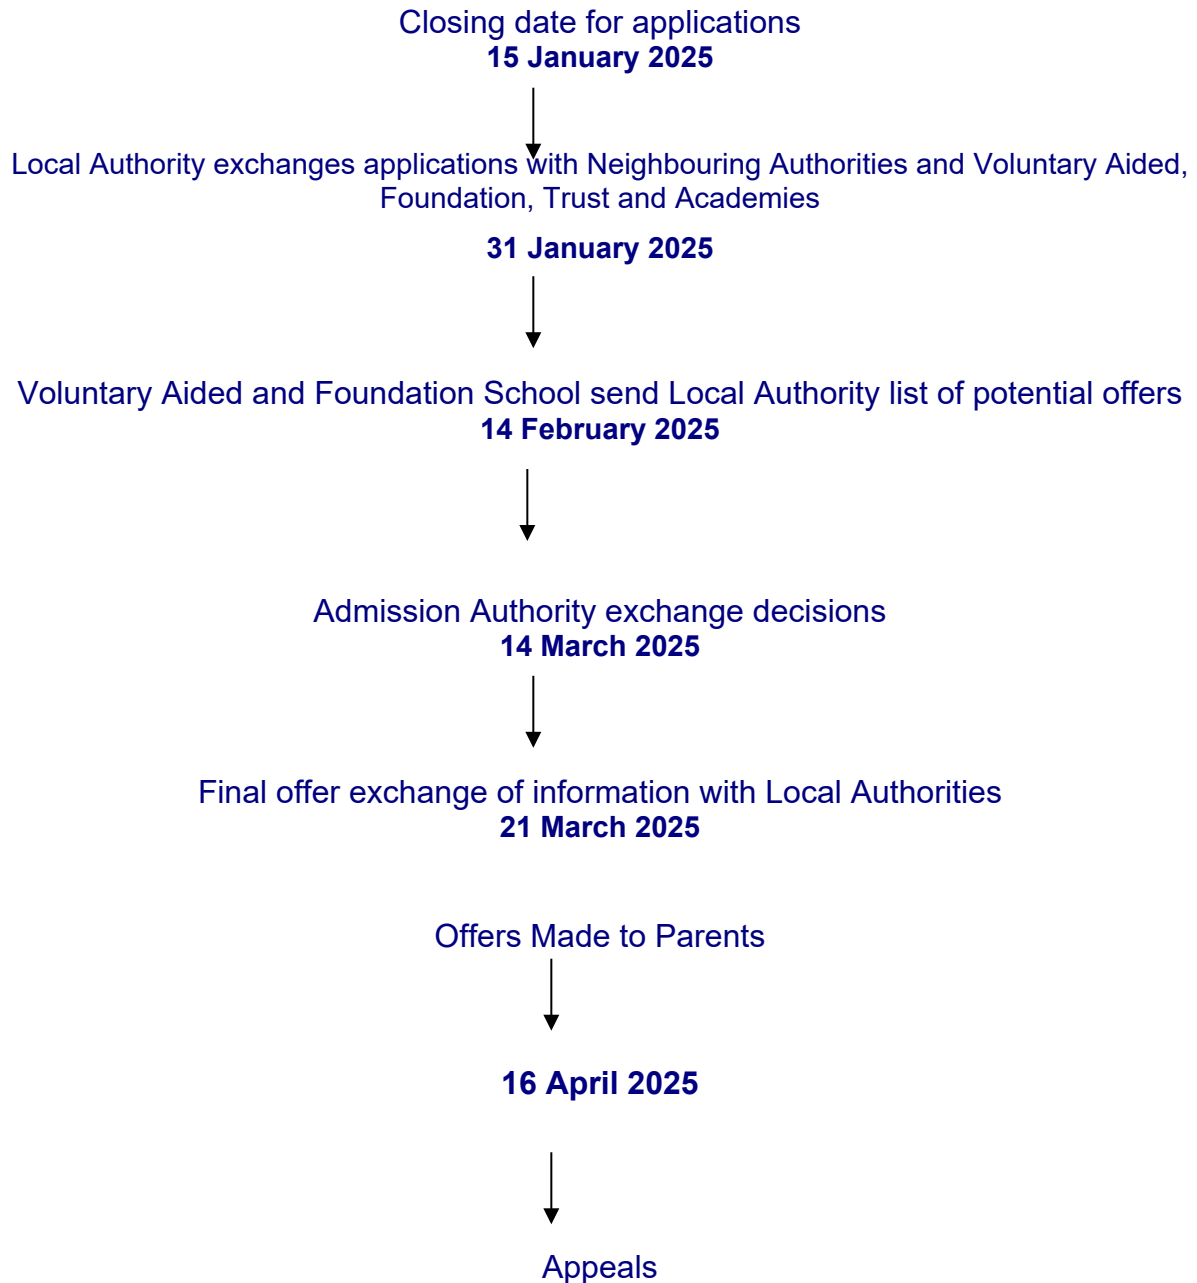 Closing date for applications
15 January 2025
Local Authority exchanges applications with Neighbouring Authorities and Voluntary Aided,
Foundation, Trust and Academies
31 January 2025
Voluntary Aided and Foundation School send Local Authority list of potential offers
14 February 2025
Admission Authority exchange decisions
14 March 2025
Final offer exchange of information with Local Authorities
21 March 2025
Offers Made to Parents
16 April 2025
Appeals